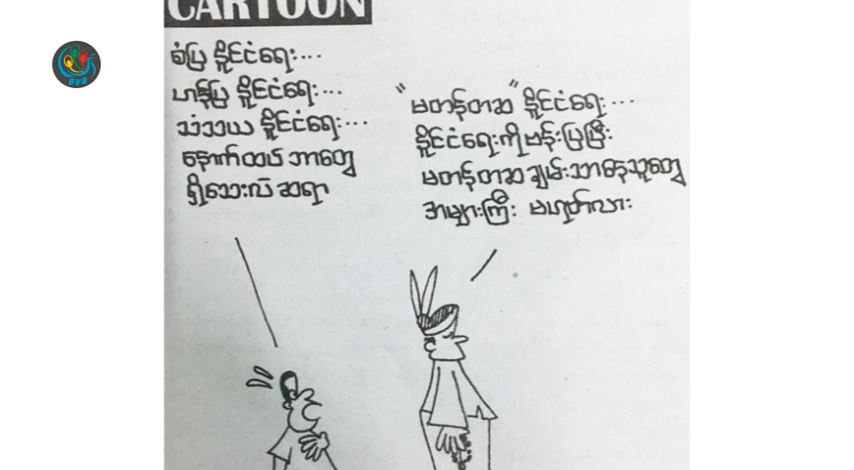 CARTOON
DVB
စံပြ နိုင်ငံရေး...
ဟန်ပြ နိုင်ငံရေး...
သံသယ နိုင်ငံရေး...
နောက်ထပ် ဘာတွေ
ရှိသေးလဲ ဆရာ
"မတန်တဆ" နိုင်ငံရေး...
နိုင်ငံရေးကို ဗန်းပြပြီး
မတန်တဆ ချမ်းသာနေသူတွေ
အများကြီး မဟုတ်လား